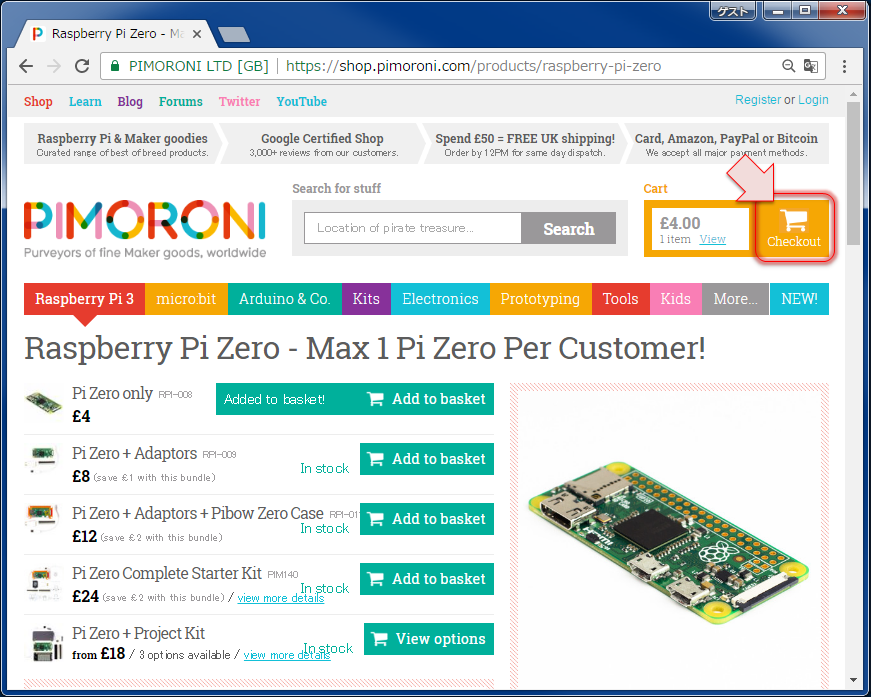 ゲスト
Raspberry Pi Zero - Ma
PIMORONI LTD [GB] https://shop.pimoroni.com/products/raspberry-pi-zero
Shop Learn Blog Forums Twitter YouTube
Register or Login
Raspberry Pi & Maker goodies
Curated range of best of breed products.
Google Certified Shop
3,000+ reviews from our customers.
Spend £50 = FREE UK shipping!
Order by 12PM for same day dispatch.
Card, Amazon, PayPal or Bitcoin
We accept all major payment methods.
PIMORONI
Purveyors of fine Maker goods, worldwide
Search for stuff
Location of pirate treasure...
Search
Cart
£4.00
1 item View
Checkout
Raspberry Pi 3 micro:bit Arduino & Co. Kits Electronics Prototyping Tools Kids More... NEW!
Raspberry Pi Zero - Max 1 Pi Zero Per Customer!
Pi Zero only RPI-008
£4
Added to basket! Add to basket
Pi Zero + Adaptors RPI-009
£8 (save £1 with this bundle)
In stock
Add to basket
Pi Zero + Adaptors + Pibow Zero Case RPI-01
£12 (save £2 with this bundle)
In stock
Add to basket
Pi Zero Complete Starter Kit PIM140
£24 (save £2 with this bundle) / view more details
In stock
Add to basket
Pi Zero + Project Kit
from £18 / 3 options available / view more details
In stock
View options